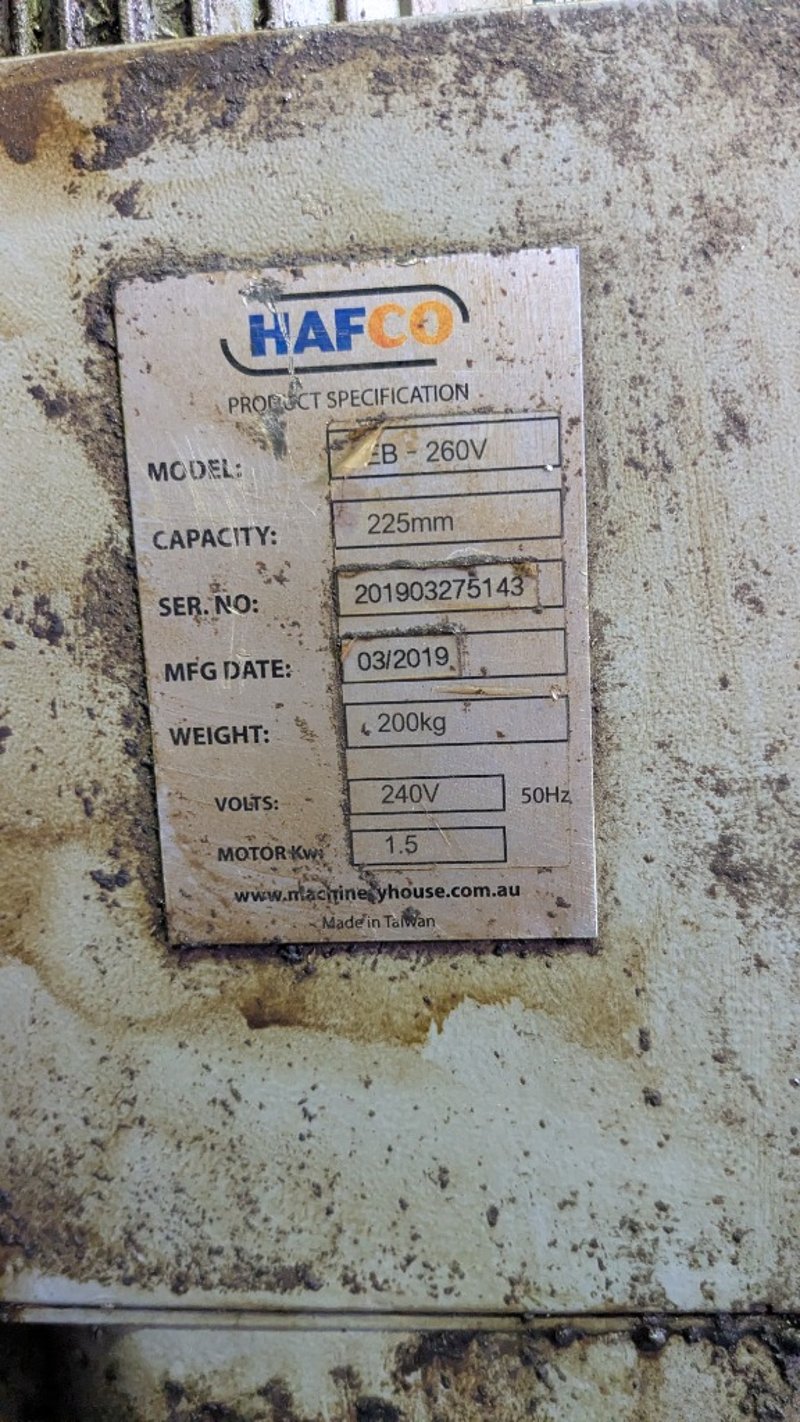 HAFCO
PRODUCT SPECIFICATION
MODEL: EB - 260V
CAPACITY: 225mm
SER. NO: 201903275143
MFG DATE: 03/2019
WEIGHT: 200kg
VOLTS: 240V 50Hz
MOTOR Kw: 1.5
www.machineryhouse.com.au
Made in Taiwan